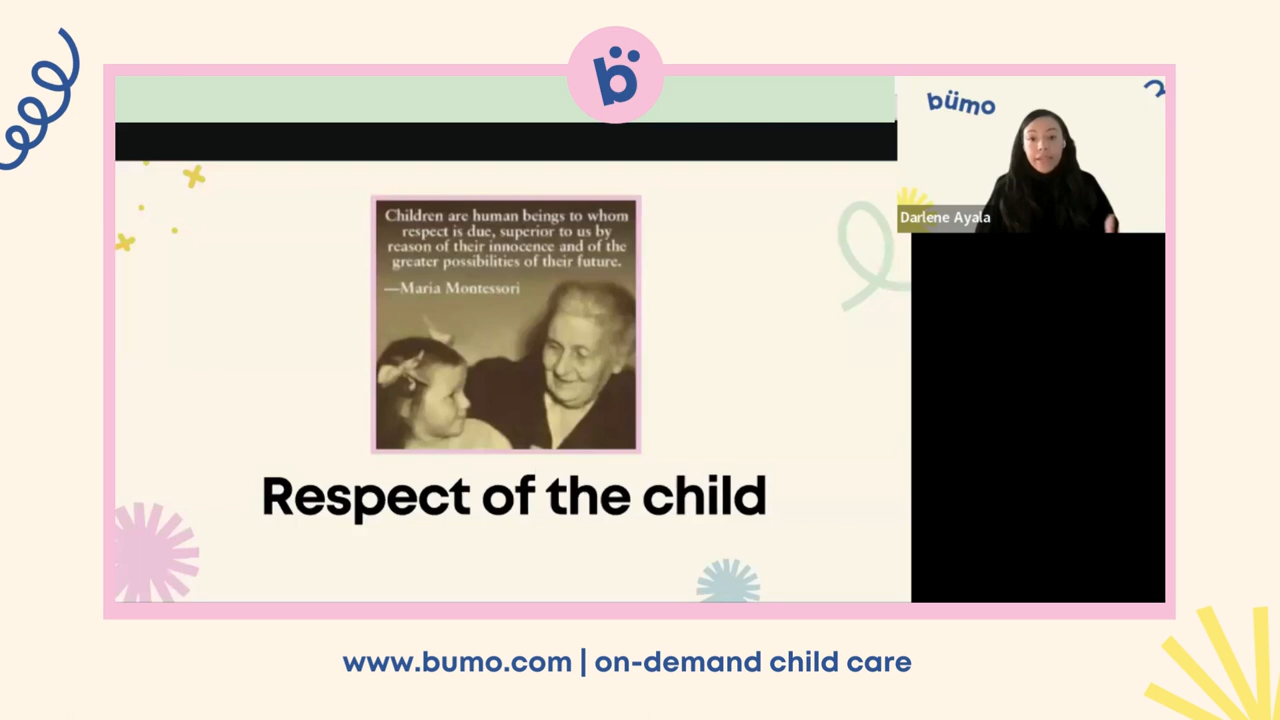 b̈
bümo
Darlene Ayala
Children are human beings to whom
respect is due, superior to us by
reason of their innocence and of the
greater possibilities of their future.
—Maria Montessori
Respect of the child
www.bumo.com | on-demand child care